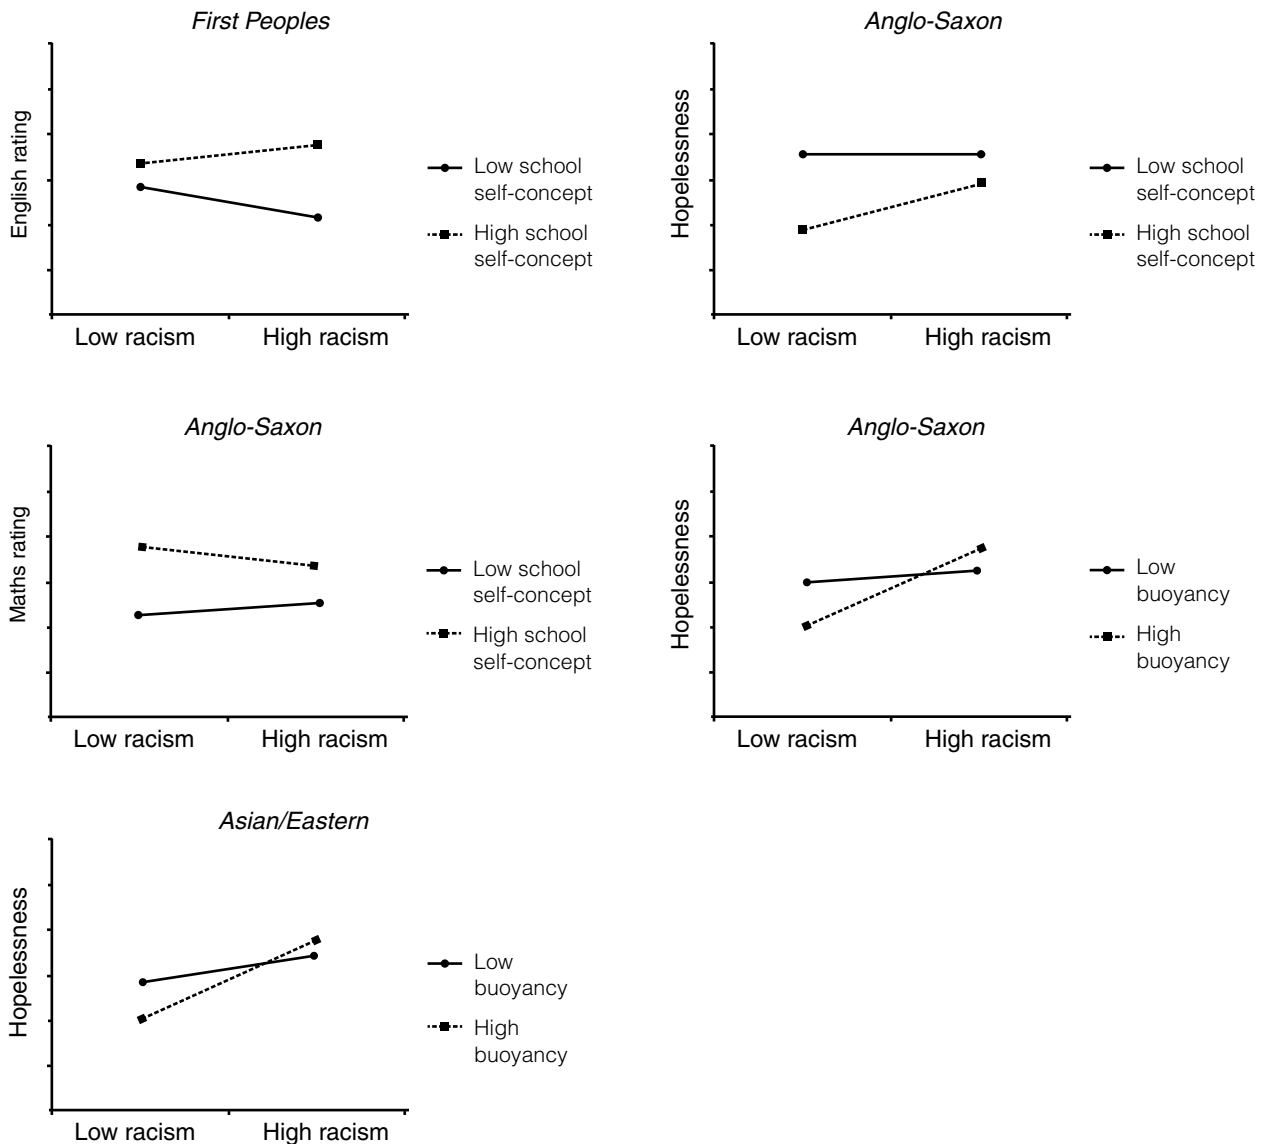 First Peoples
English rating
Low school
self-concept
High school
self-concept
Low racism
High racism
Anglo-Saxon
Hopelessness
Low school
self-concept
High school
self-concept
Low racism
High racism
Anglo-Saxon
Maths rating
Low school
self-concept
High school
self-concept
Low racism
High racism
Anglo-Saxon
Hopelessness
Low
buoyancy
High
buoyancy
Low racism
High racism
Asian/Eastern
Hopelessness
Low
buoyancy
High
buoyancy
Low racism
High racism